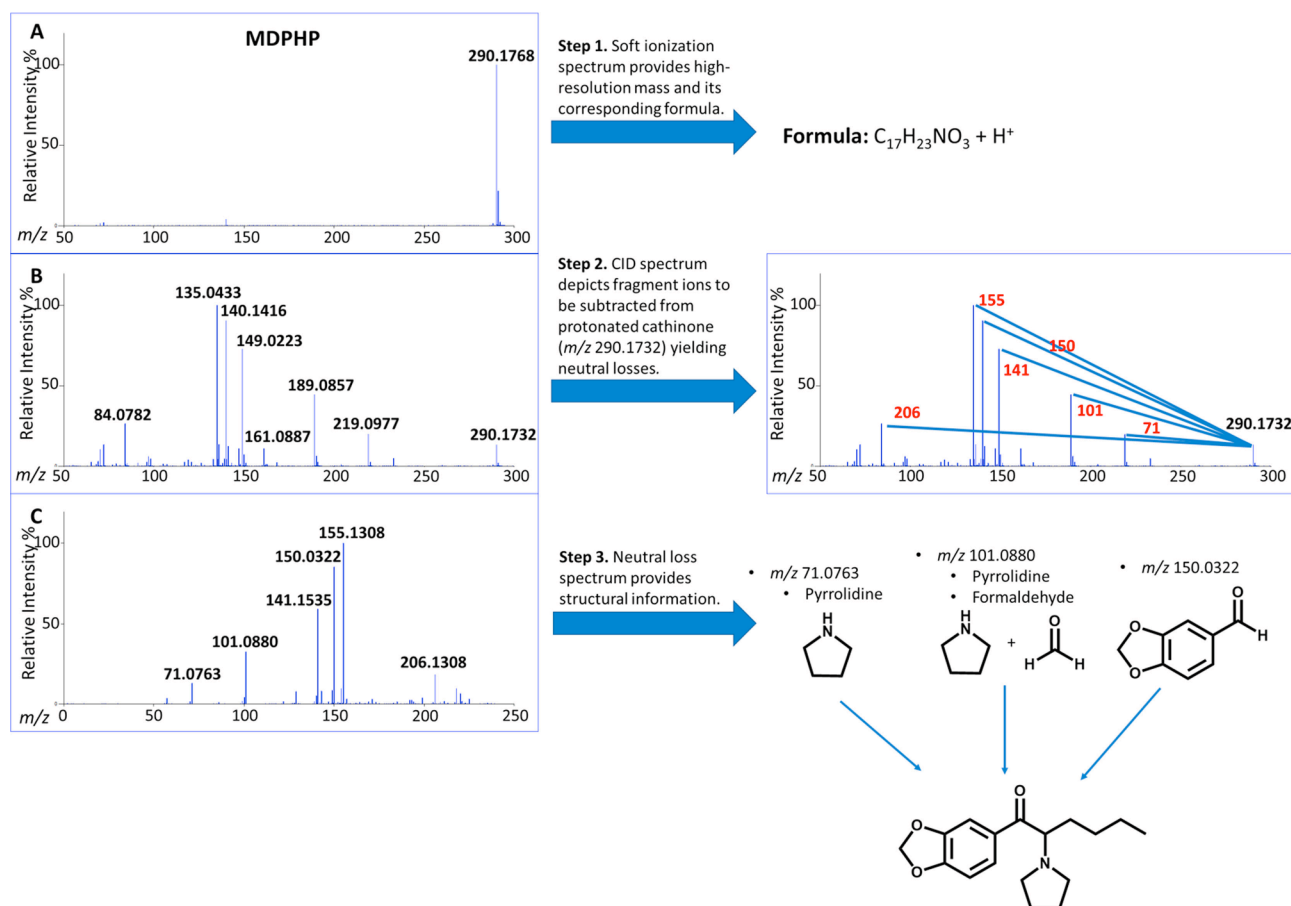 A
MDPHP
Relative Intensity %
100
50
290.1768
m/z
50
100
150
200
250
300
Step 1. Soft ionization
spectrum provides high-
resolution mass and its
corresponding formula.
Formula: C₁₇H₂₃NO₃ + H⁺
B
Relative Intensity %
100
50
135.0433
140.1416
149.0223
189.0857
84.0782
161.0887
219.0977
290.1732
m/z
50
100
150
200
250
300
Step 2. CID spectrum
depicts fragment ions to
be subtracted from
protonated cathinone
(m/z 290.1732) yielding
neutral losses.
Relative Intensity %
100
50
155
150
141
206
101
71
290.1732
m/z
50
100
150
200
250
300
C
Relative Intensity %
100
50
155.1308
150.0322
141.1535
101.0880
71.0763
206.1308
m/z
0
50
100
150
200
250
Step 3. Neutral loss
spectrum provides
structural information.
• m/z 71.0763
• Pyrrolidine
• m/z 101.0880
• Pyrrolidine
• Formaldehyde
• m/z 150.0322
H
N
H
N
+
O
H
H
O
O
O
H
O
O
O
N